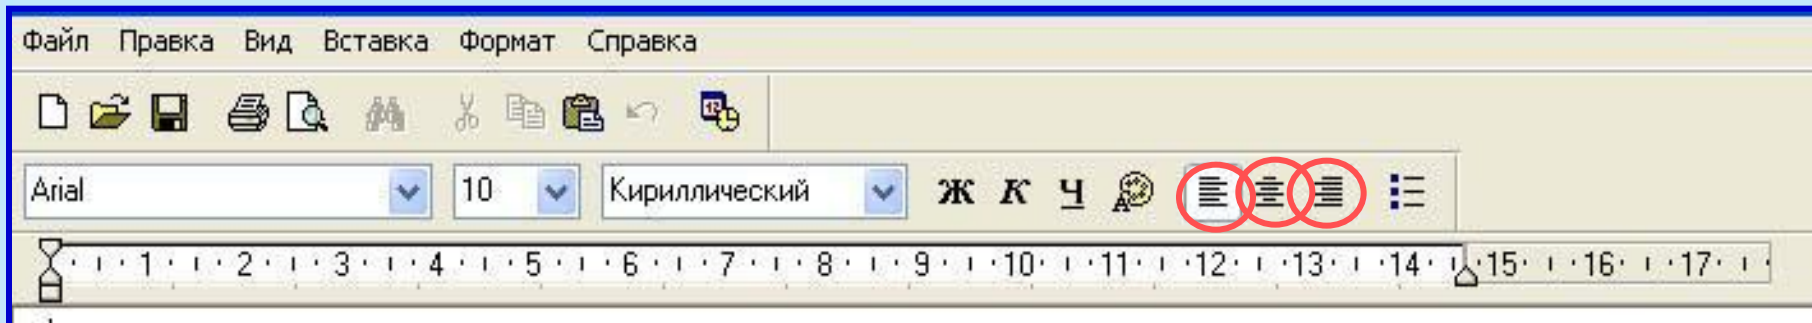 Файл Правка Вид Вставка Формат Справка
12
Arial 10 Кириллический Ж К Ч A
1 2 3 4 5 6 7 8 9 10 11 12 13 14 15 16 17